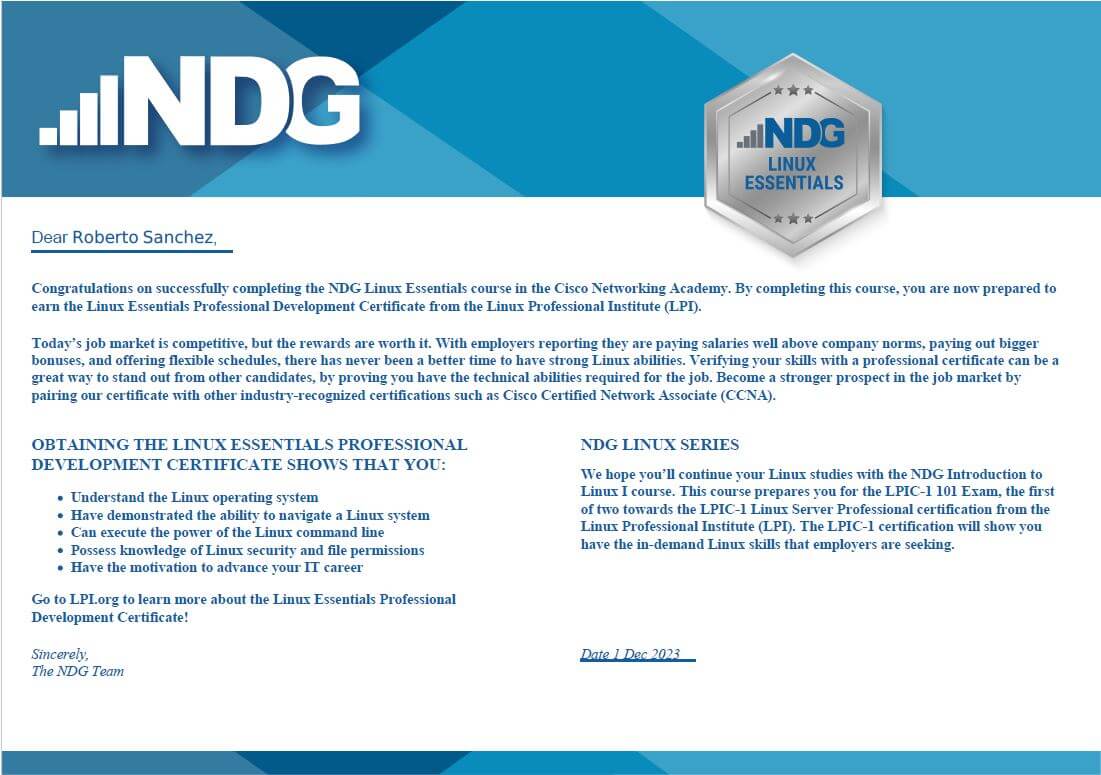 NDG
NDG
LINUX
ESSENTIALS
Dear Roberto Sanchez,
Congratulations on successfully completing the NDG Linux Essentials course in the Cisco Networking Academy. By completing this course, you are now prepared to
earn the Linux Essentials Professional Development Certificate from the Linux Professional Institute (LPI).
Today’s job market is competitive, but the rewards are worth it. With employers reporting they are paying salaries well above company norms, paying out bigger
bonuses, and offering flexible schedules, there has never been a better time to have strong Linux abilities. Verifying your skills with a professional certificate can be a
great way to stand out from other candidates, by proving you have the technical abilities required for the job. Become a stronger prospect in the job market by
pairing our certificate with other industry-recognized certifications such as Cisco Certified Network Associate (CCNA).
OBTAINING THE LINUX ESSENTIALS PROFESSIONAL
DEVELOPMENT CERTIFICATE SHOWS THAT YOU:
• Understand the Linux operating system
• Have demonstrated the ability to navigate a Linux system
• Can execute the power of the Linux command line
• Possess knowledge of Linux security and file permissions
• Have the motivation to advance your IT career
Go to LPI.org to learn more about the Linux Essentials Professional
Development Certificate!
Sincerely,
The NDG Team
NDG LINUX SERIES
We hope you’ll continue your Linux studies with the NDG Introduction to
Linux I course. This course prepares you for the LPIC-1 101 Exam, the first
of two towards the LPIC-1 Linux Server Professional certification from the
Linux Professional Institute (LPI). The LPIC-1 certification will show you
have the in-demand Linux skills that employers are seeking.
Date 1 Dec 2023